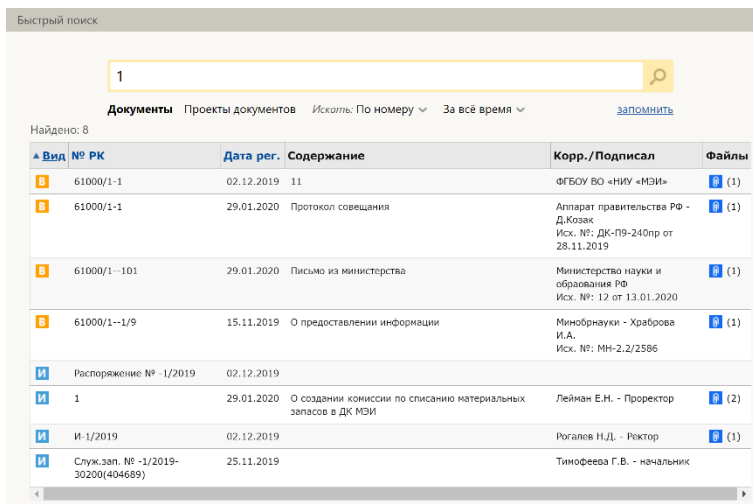 Быстрый поиск
1
Документы Проекты документов Искать: По номеру За всё время запомнить
Найдено: 8
Вид № РК Дата рег. Содержание Корр./Подписал Файлы
В 61000/1-1 02.12.2019 11 ФГБОУ ВО «НИУ «МЭИ» (1)
В 61000/1-1 29.01.2020 Протокол совещания Аппарат правительства РФ - (1)
Д.Козак
Исх. №: ДК-П9-240пр от
28.11.2019
В 61000/1--101 29.01.2020 Письмо из министерства Министерство науки и (1)
обраования РФ
Исх. №: 12 от 13.01.2020
В 61000/1--1/9 15.11.2019 О предоставлении информации Минобрнауки - Храброва (1)
И.А.
Исх. №: МН-2.2/2586
И Распоряжение № -1/2019 02.12.2019
И 1 29.01.2020 О создании комиссии по списанию материальных Лейман Е.Н. - Проректор (2)
запасов в ДК МЭИ
И И-1/2019 02.12.2019 Рогалев Н.Д. - Ректор (1)
И Служ.зап. № -1/2019- 25.11.2019 Тимофеева Г.В. - начальник
30200(404689)